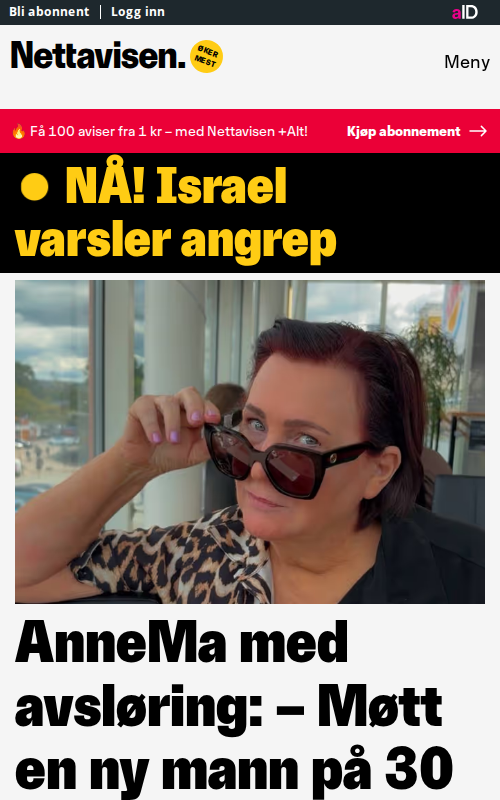 Bli abonnent | Logg inn
aID
Nettavisen.
ØKER
MEST
Meny
Få 100 aviser fra 1 kr – med Nettavisen +Alt!
Kjøp abonnement →
NÅ! Israel
varsler angrep
AnneMa med
avsløring: – Møtt
en ny mann på 30